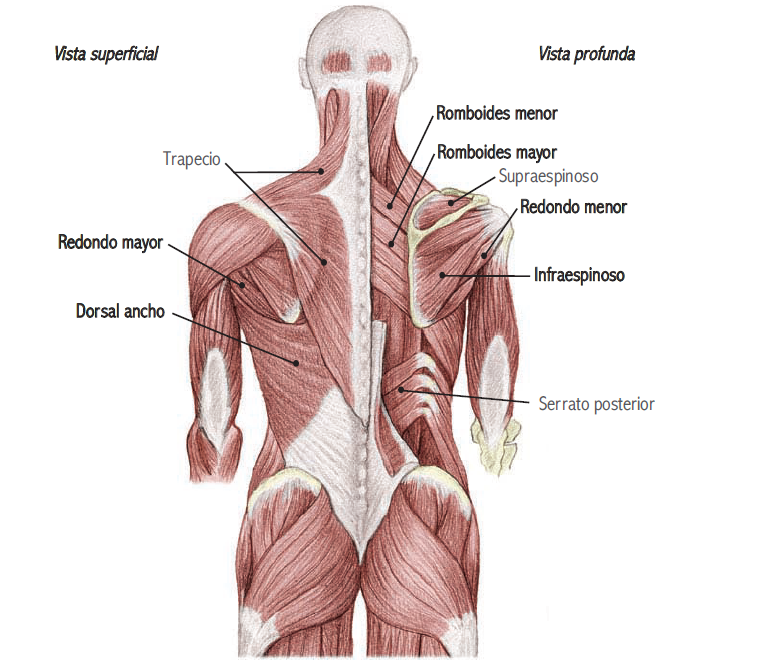 Vista superficial
Vista profunda
Romboides menor
Romboides mayor
Trapecio
Supraespinoso
Redondo menor
Redondo mayor
Infraespinoso
Dorsal ancho
Serrato posterior